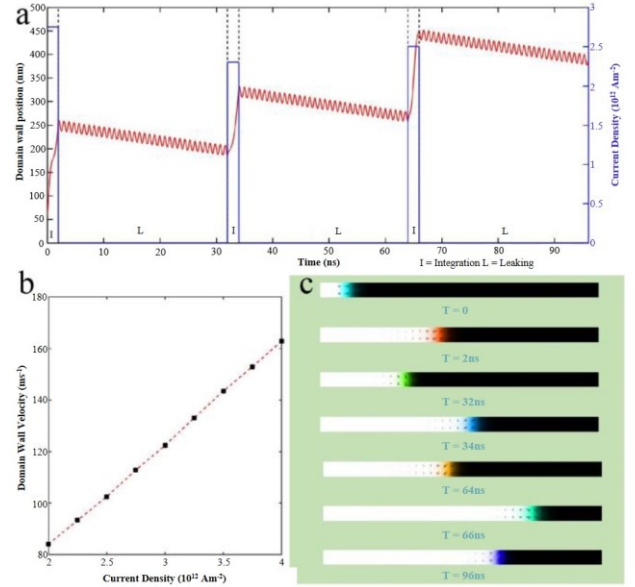 a
500
450
400
350
300
250
200
150
100
50
0
Domain wall position (nm)
3
2.5
2
1.5
1
0.5
0
Current Density (10¹² Am⁻²)
I L I L I L
0 10 20 30 40 50 60 70 80 90
Time (ns)
I = Integration L = Leaking
b
180
160
140
120
100
80
Domain Wall Velocity (ms⁻¹)
2 2.5 3 3.5 4
Current Density (10¹² Am⁻²)
c
T = 0
T = 2ns
T = 32ns
T = 34ns
T = 64ns
T = 66ns
T = 96ns